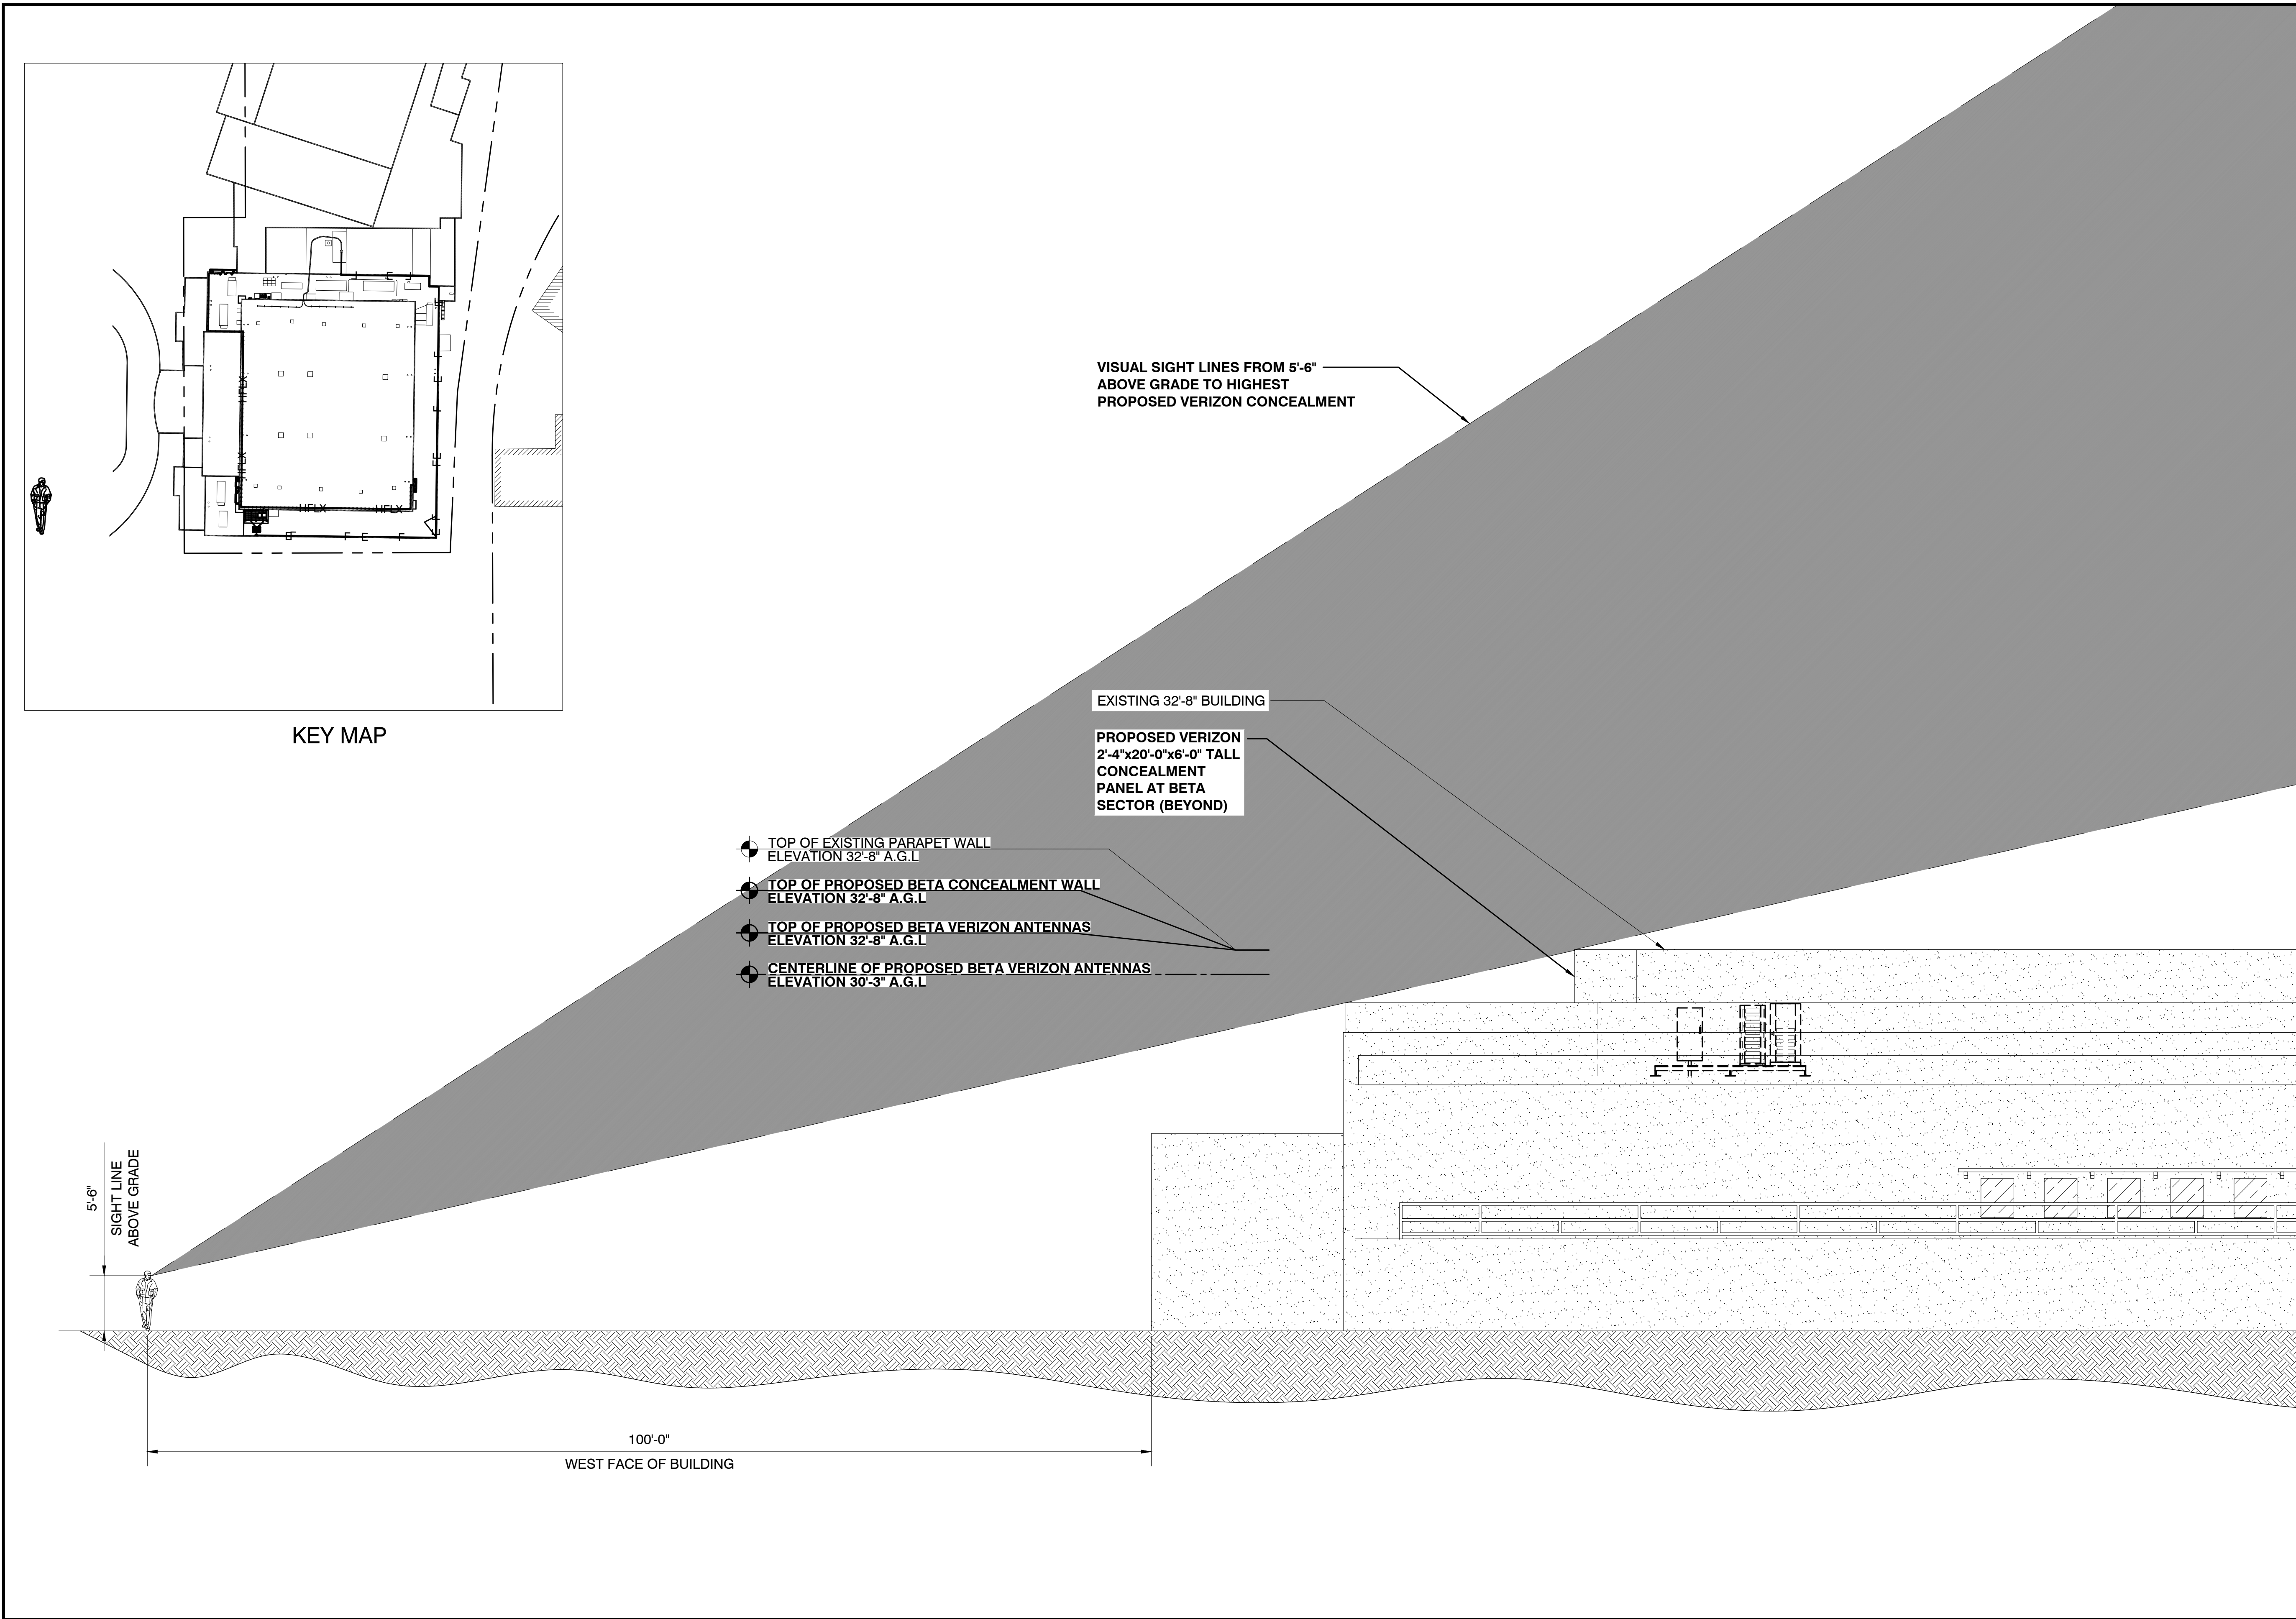 KEY MAP
VISUAL SIGHT LINES FROM 5'-6"
ABOVE GRADE TO HIGHEST
PROPOSED VERIZON CONCEALMENT
EXISTING 32'-8" BUILDING
PROPOSED VERIZON
2'-4"x20'-0"x6'-0" TALL
CONCEALMENT
PANEL AT BETA
SECTOR (BEYOND)
TOP OF EXISTING PARAPET WALL
ELEVATION 32'-8" A.G.L
TOP OF PROPOSED BETA CONCEALMENT WALL
ELEVATION 32'-8" A.G.L
TOP OF PROPOSED BETA VERIZON ANTENNAS
ELEVATION 32'-8" A.G.L
CENTERLINE OF PROPOSED BETA VERIZON ANTENNAS
ELEVATION 30'-3" A.G.L
5'-6"
SIGHT LINE
ABOVE GRADE
100'-0"
WEST FACE OF BUILDING